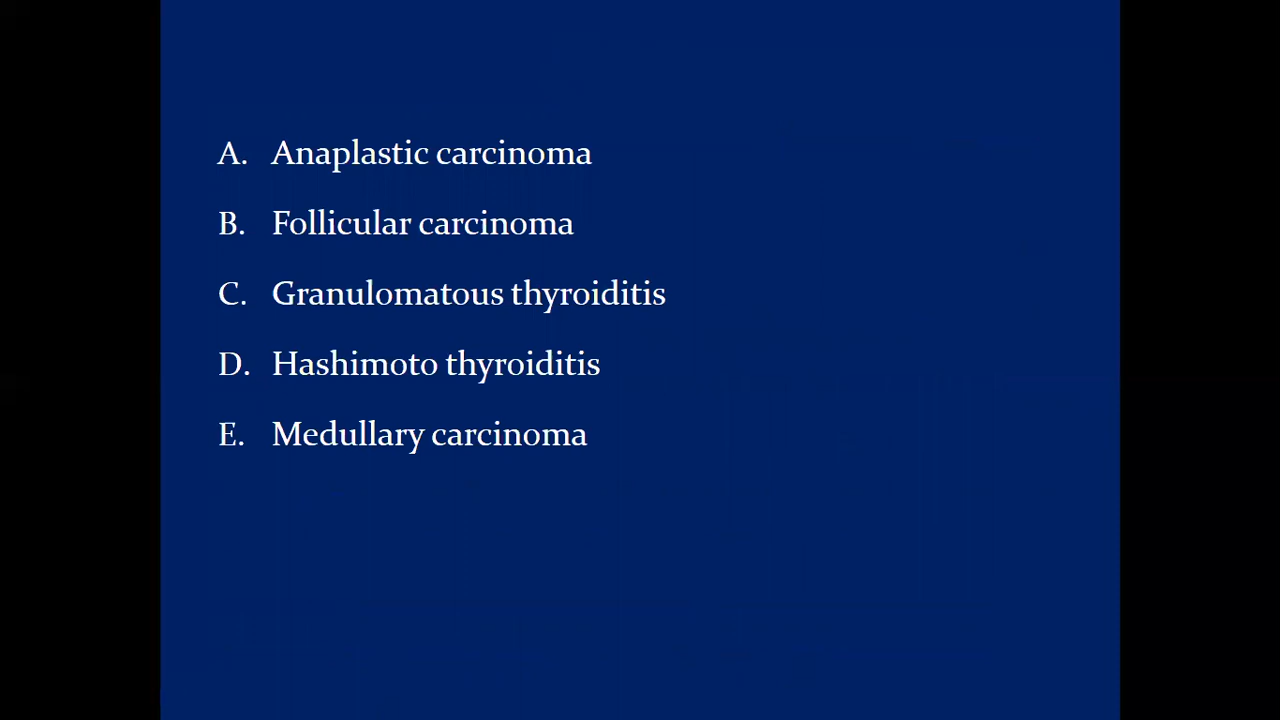 A. Anaplastic carcinoma
B. Follicular carcinoma
C. Granulomatous thyroiditis
D. Hashimoto thyroiditis
E. Medullary carcinoma